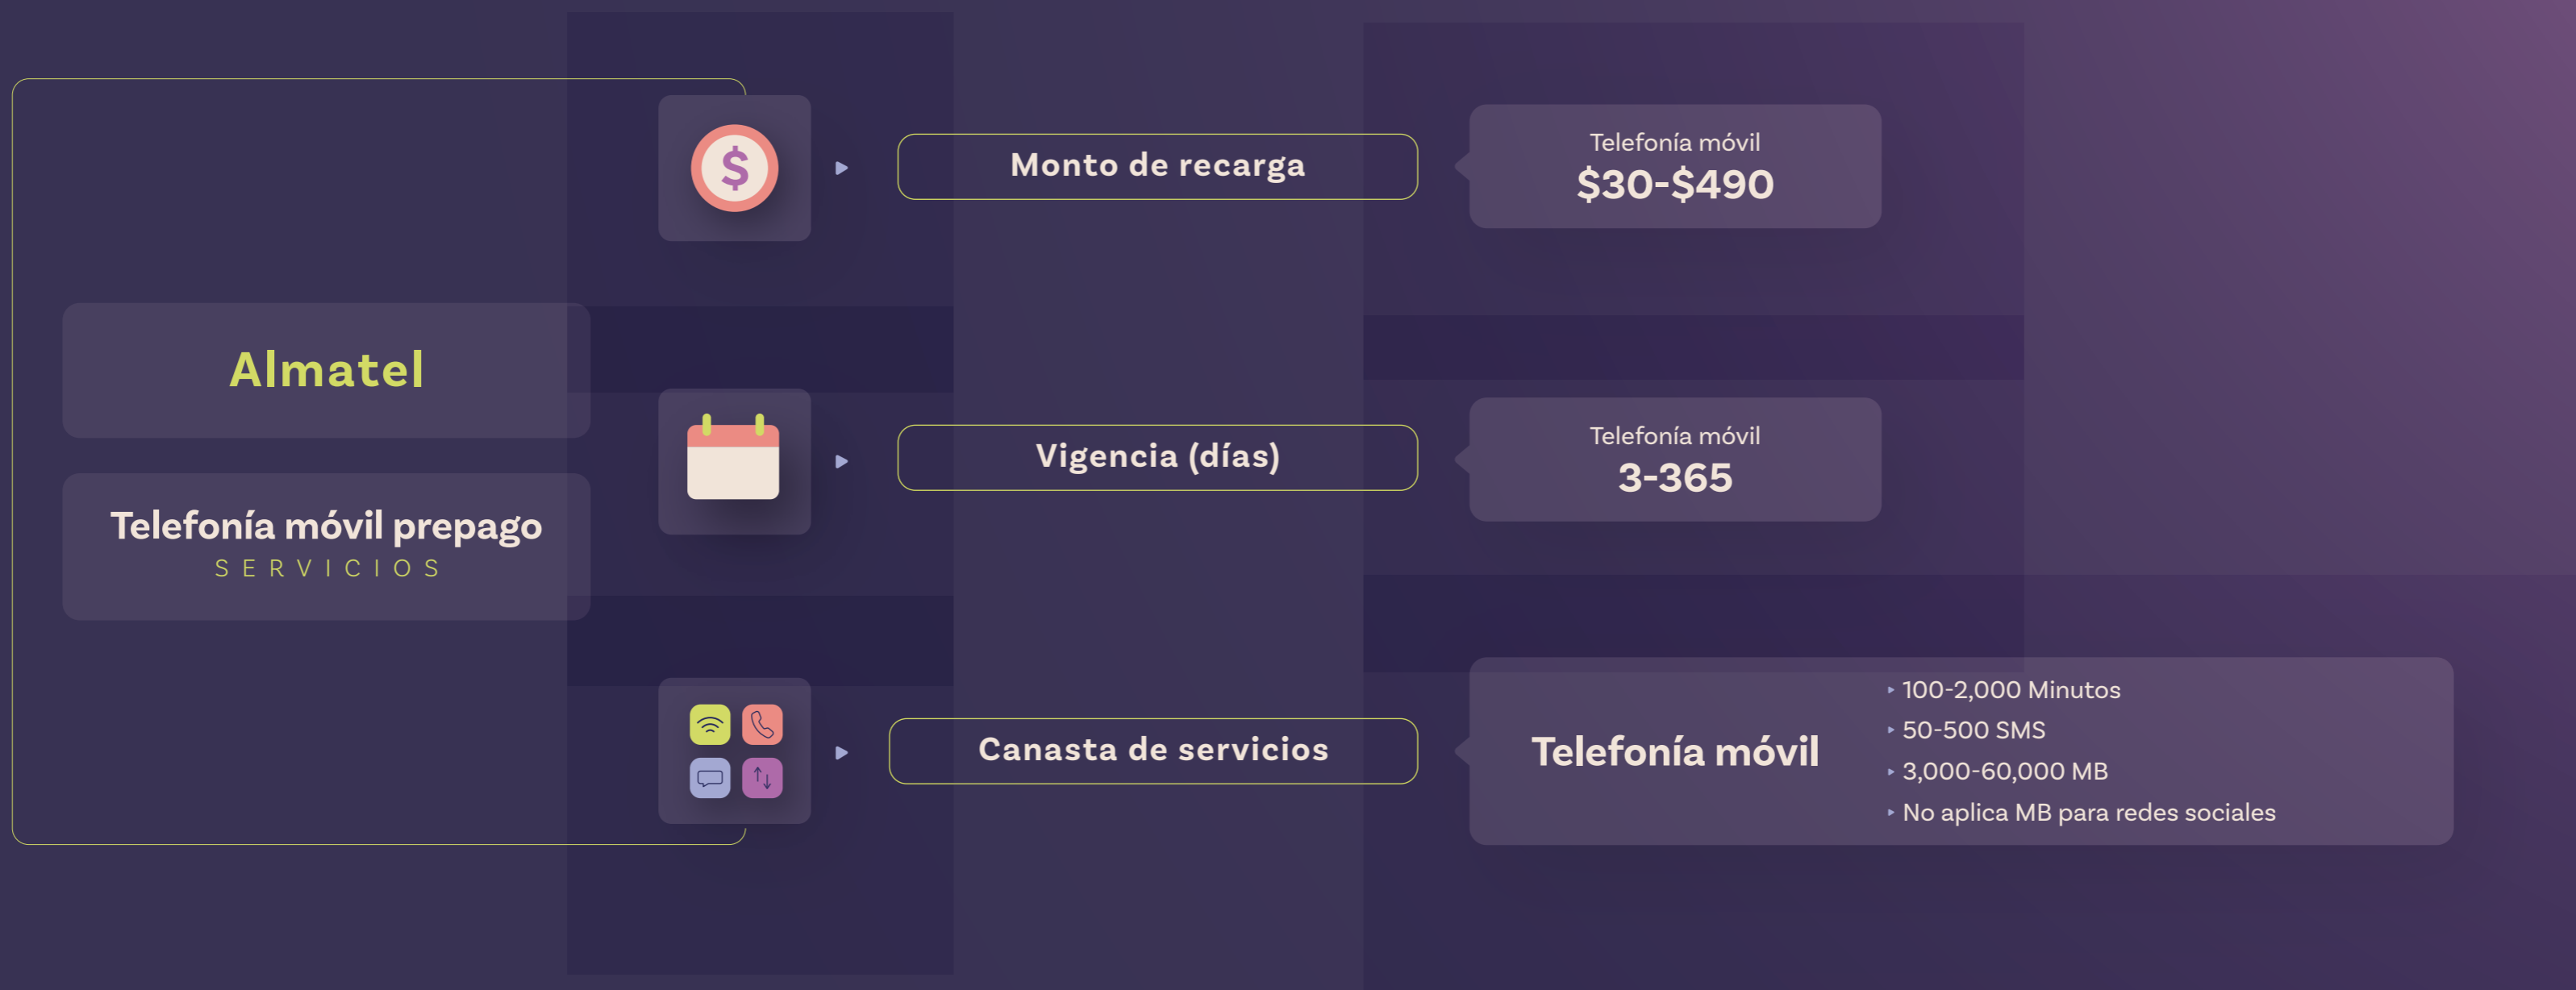 Almatel
Telefonía móvil prepago
SERVICIOS
$
Monto de recarga
Telefonía móvil
$30-$490
Vigencia (días)
Telefonía móvil
3-365
Canasta de servicios
Telefonía móvil
100-2,000 Minutos
50-500 SMS
3,000-60,000 MB
No aplica MB para redes sociales